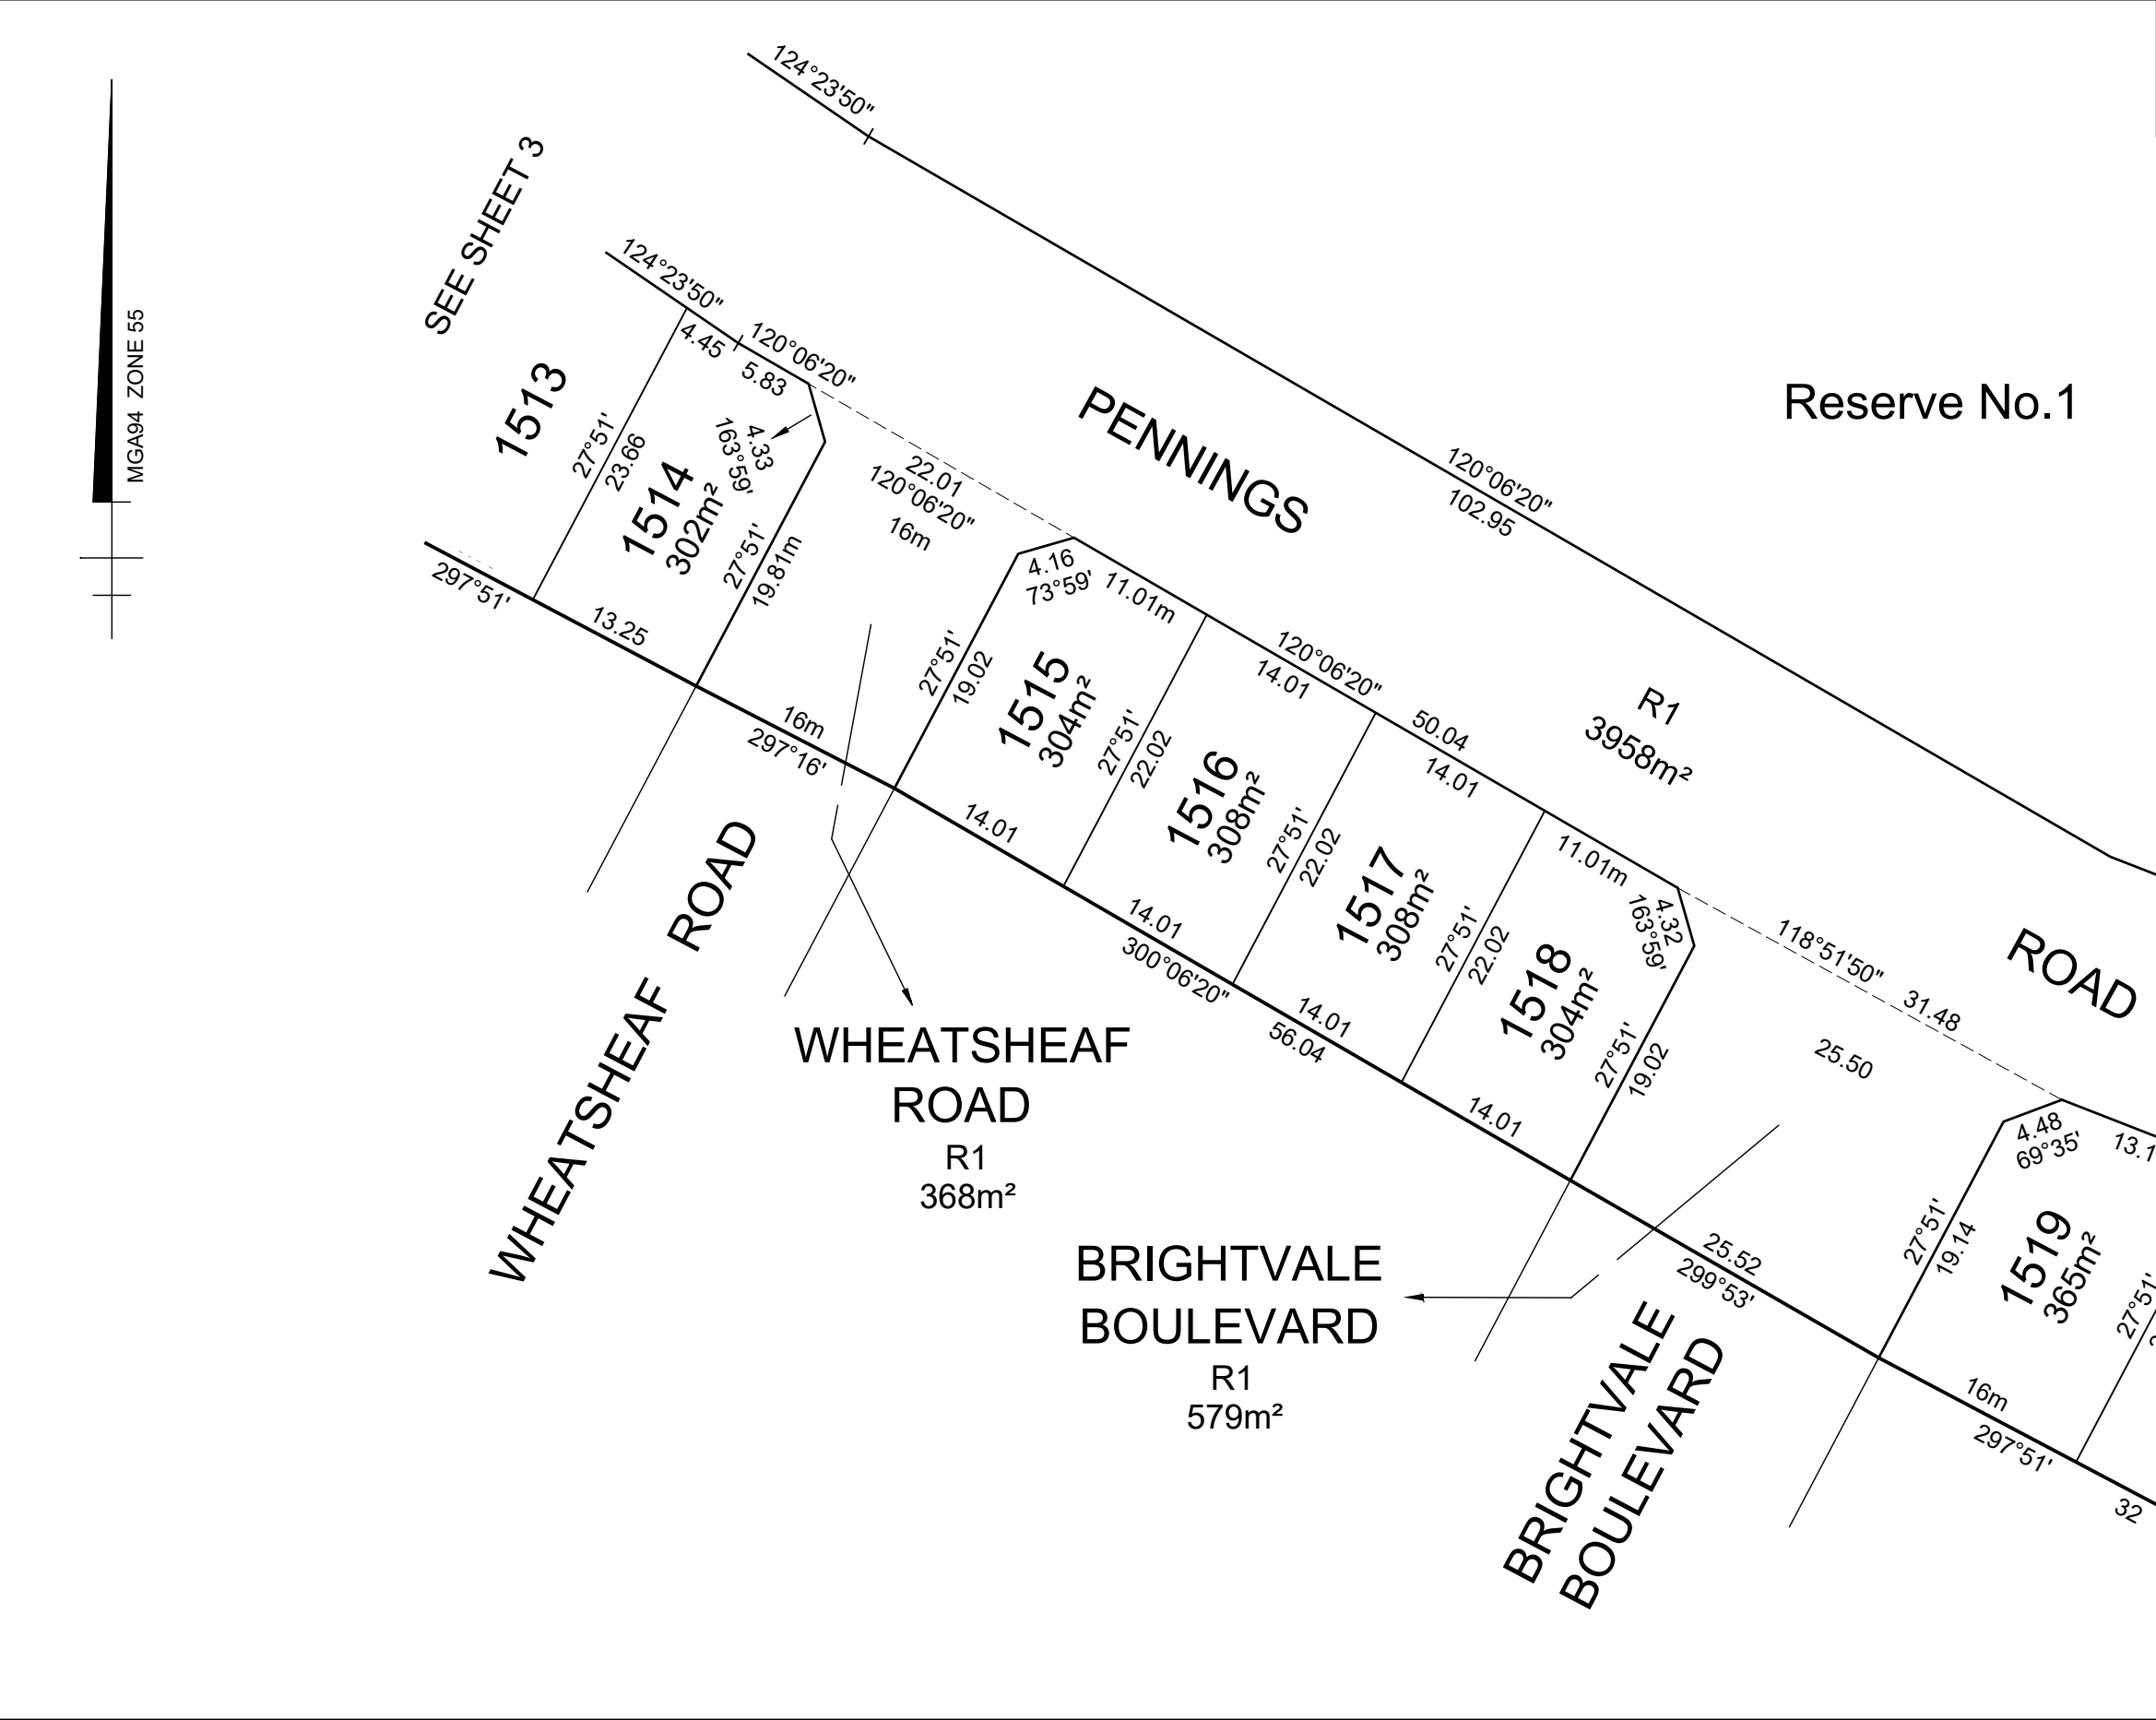 124°23'50"
SEE SHEET 3
MGA94 ZONE 55
124°23'50"
4.45
120°06'20"
5.83
1513
27°51'
23.66
1514
302m²
4.33
163°59'
27°51'
19.81m
22.01
120°06'20"
16m
PENNINGS
Reserve No.1
120°06'20"
102.95
297°51'
13.25
16m
297°16'
4.16
73°59'
11.01m
27°51'
19.02
1515
304m²
27°51'
22.02
120°06'20"
14.01
50.04
14.01
R1
3958m²
14.01
1516
308m²
27°51'
22.02
14.01
300°06'20"
1517
308m²
27°51'
22.02
11.01m
4.32
163°59'
14.01
56.04
1518
304m²
27°51'
19.02
14.01
118°51'50"
31.48
25.50
ROAD
WHEATSHEAF ROAD
WHEATSHEAF
ROAD
R1
368m²
BRIGHTVALE
BOULEVARD
R1
579m²
25.52
299°53'
BRIGHTVALE
BOULEVARD
4.48
69°35'
13.1
27°51'
19.14
1519
365m²
27°51'
16m
297°51'
32